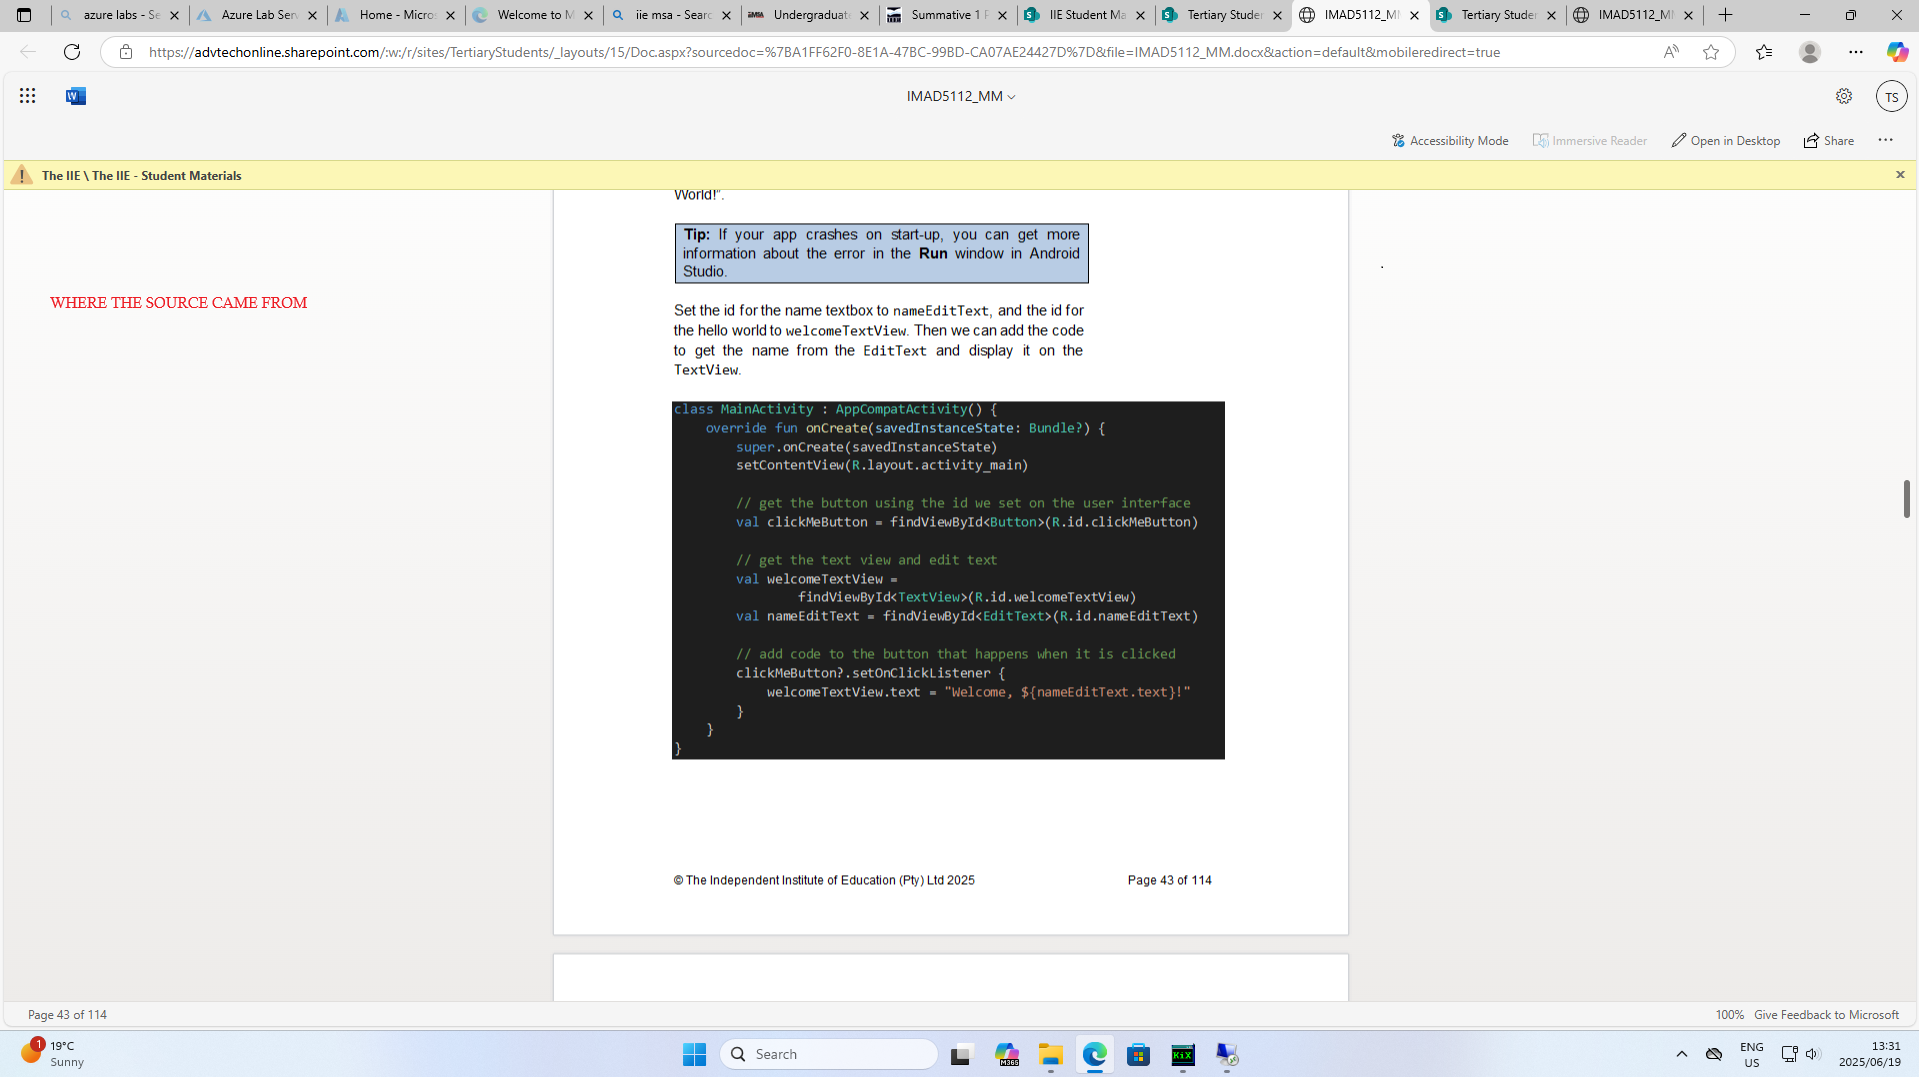 azure labs - Se
Azure Lab Serv
Home - Micros
Welcome to M
iie msa - Searc
Undergraduate
Summative 1 P
IIE Student Ma
Tertiary Studen
IMAD5112_MM
Tertiary Studen
IMAD5112_MM
https://advtechonline.sharepoint.com/:w:/r/sites/TertiaryStudents/_layouts/15/Doc.aspx?sourcedoc=%7BA1FF62F0-8E1A-47BC-99BD-CA07AE24427D%7D&file=IMAD5112_MM.docx&action=default&mobileredirect=true
IMAD5112_MM
TS
Accessibility Mode
Immersive Reader
Open in Desktop
Share
The IIE \ The IIE - Student Materials
World!".
Tip: If your app crashes on start-up, you can get more
information about the error in the Run window in Android
Studio.
WHERE THE SOURCE CAME FROM
Set the id for the name textbox to nameEditText, and the id for
the hello world to welcomeTextView. Then we can add the code
to get the name from the EditText and display it on the
TextView.
class MainActivity : AppCompatActivity() {
override fun onCreate(savedInstanceState: Bundle?) {
super.onCreate(savedInstanceState)
setContentView(R.layout.activity_main)
// get the button using the id we set on the user interface
val clickMeButton = findViewById<Button>(R.id.clickMeButton)
// get the text view and edit text
val welcomeTextView =
findViewById<TextView>(R.id.welcomeTextView)
val nameEditText = findViewById<EditText>(R.id.nameEditText)
// add code to the button that happens when it is clicked
clickMeButton?.setOnClickListener {
welcomeTextView.text = "Welcome, ${nameEditText.text}!"
}
}
}
© The Independent Institute of Education (Pty) Ltd 2025
Page 43 of 114
Page 43 of 114
100%
Give Feedback to Microsoft
1
19°C
Sunny
Search
M365
KiX
ENG
US
13:31
2025/06/19